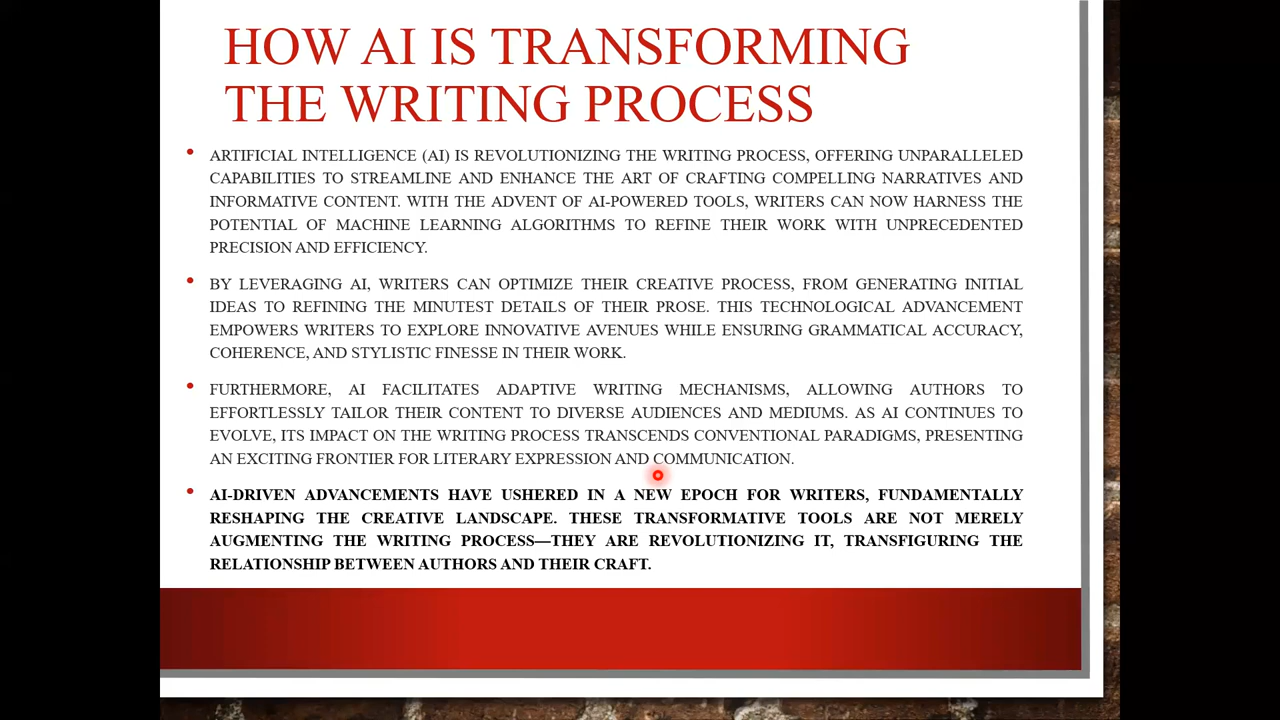 HOW AI IS TRANSFORMING
THE WRITING PROCESS
ARTIFICIAL INTELLIGENCE (AI) IS REVOLUTIONIZING THE WRITING PROCESS, OFFERING UNPARALLELED
CAPABILITIES TO STREAMLINE AND ENHANCE THE ART OF CRAFTING COMPELLING NARRATIVES AND
INFORMATIVE CONTENT. WITH THE ADVENT OF AI-POWERED TOOLS, WRITERS CAN NOW HARNESS THE
POTENTIAL OF MACHINE LEARNING ALGORITHMS TO REFINE THEIR WORK WITH UNPRECEDENTED
PRECISION AND EFFICIENCY.
BY LEVERAGING AI, WRITERS CAN OPTIMIZE THEIR CREATIVE PROCESS, FROM GENERATING INITIAL
IDEAS TO REFINING THE MINUTEST DETAILS OF THEIR PROSE. THIS TECHNOLOGICAL ADVANCEMENT
EMPOWERS WRITERS TO EXPLORE INNOVATIVE AVENUES WHILE ENSURING GRAMMATICAL ACCURACY,
COHERENCE, AND STYLISTIC FINESSE IN THEIR WORK.
FURTHERMORE, AI FACILITATES ADAPTIVE WRITING MECHANISMS, ALLOWING AUTHORS TO
EFFORTLESSLY TAILOR THEIR CONTENT TO DIVERSE AUDIENCES AND MEDIUMS. AS AI CONTINUES TO
EVOLVE, ITS IMPACT ON THE WRITING PROCESS TRANSCENDS CONVENTIONAL PARADIGMS, PRESENTING
AN EXCITING FRONTIER FOR LITERARY EXPRESSION AND COMMUNICATION.
AI-DRIVEN ADVANCEMENTS HAVE USHERED IN A NEW EPOCH FOR WRITERS, FUNDAMENTALLY
RESHAPING THE CREATIVE LANDSCAPE. THESE TRANSFORMATIVE TOOLS ARE NOT MERELY
AUGMENTING THE WRITING PROCESS—THEY ARE REVOLUTIONIZING IT, TRANSFIGURING THE
RELATIONSHIP BETWEEN AUTHORS AND THEIR CRAFT.